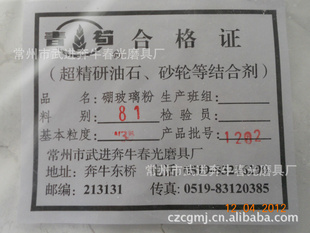 青笋 合格证
常州市武进奔牛春光磨具厂
(超精研油石、砂轮等结合剂)
品 名: 硼玻璃粉 生产班组:
料 别: 81 检 验 员:
基本粒度: 产品批号: 1202
常州市武进奔牛春光磨具厂
地址: 奔牛东桥
邮编: 213131 传真: 0519-83120385
12.04.2012
czcgmj.cn.alibaba.com